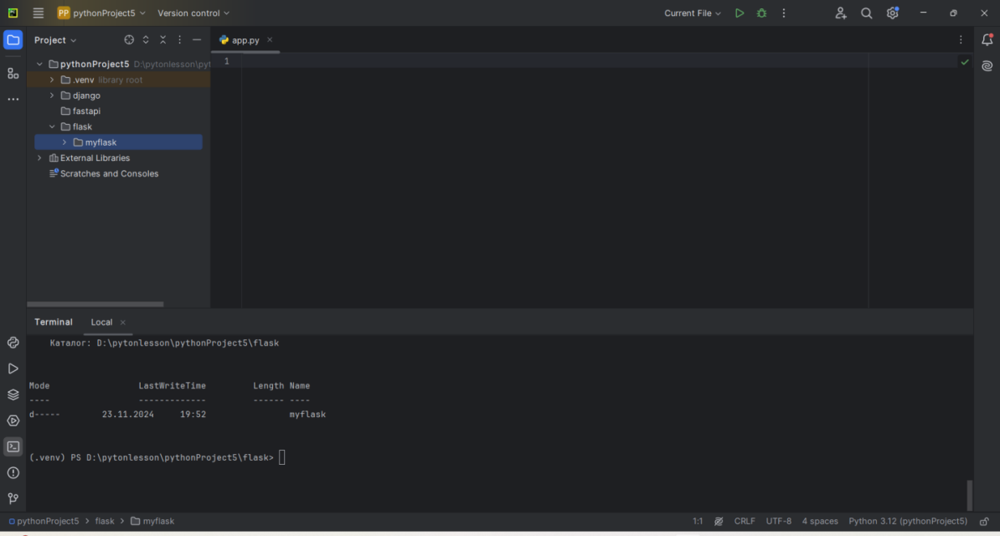 PP pythonProject5 Version control Current File
Project
app.py
pythonProject5 D:\pytonlesson\pyt
1
.venv library root
django
fastapi
flask
myflask
External Libraries
Scratches and Consoles
Terminal Local
Каталог: D:\pytonlesson\pythonProject5\flask
Mode LastWriteTime Length Name
---- ------------- ------ ----
d----- 23.11.2024 19:52 myflask
(.venv) PS D:\pytonlesson\pythonProject5\flask>
pythonProject5 > flask > myflask 1:1 CRLF UTF-8 4 spaces Python 3.12 (pythonProject5)